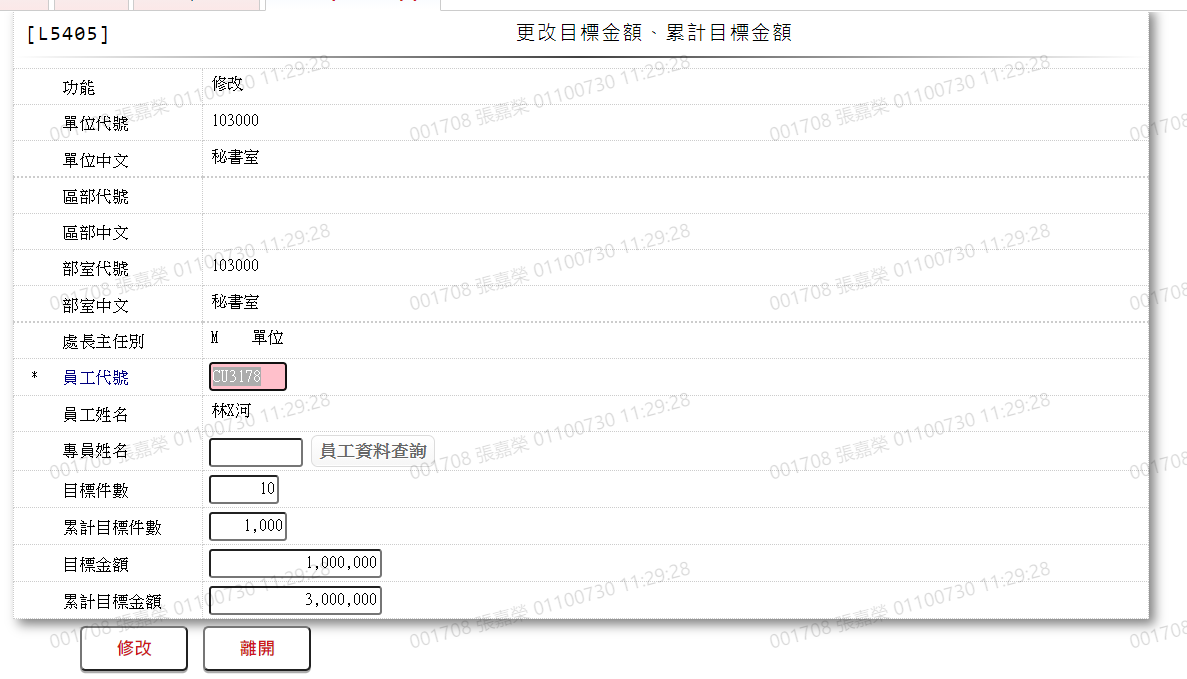 [L5405] 更改目標金額、累計目標金額
功能 修改
單位代號 103000
單位中文 秘書室
區部代號
區部中文
部室代號 103000
部室中文 秘書室
處長主任別 M 單位
* 員工代號 CU3178
員工姓名 林X河
專員姓名 員工資料查詢
目標件數 10
累計目標件數 1,000
目標金額 1,000,000
累計目標金額 3,000,000
修改 離開
001708 張嘉榮 01100730 11:29:28